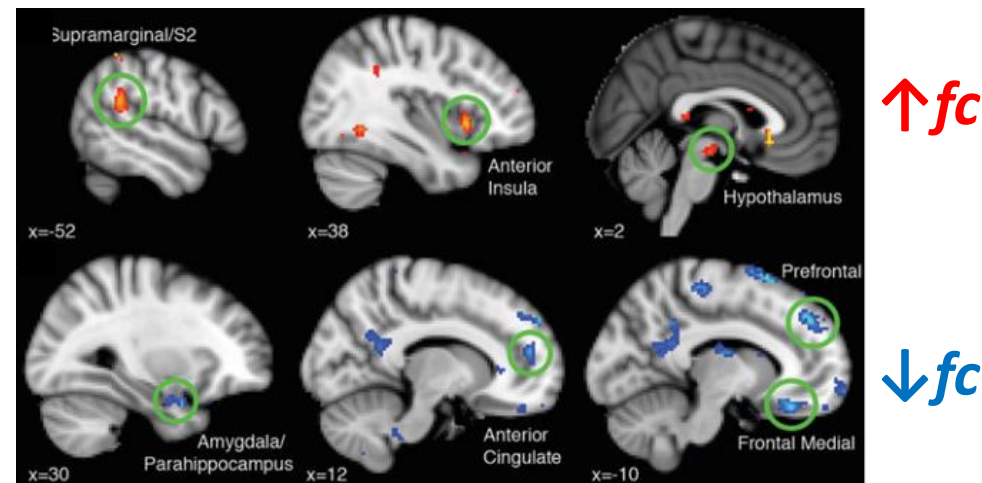 Supramarginal/S2
Anterior
Insula
Hypothalamus
x=-52
x=38
x=2
↑fc
Prefrontal
Amygdala/
Parahippocampus
Anterior
Cingulate
Frontal Medial
x=30
x=12
x=-10
↓fc